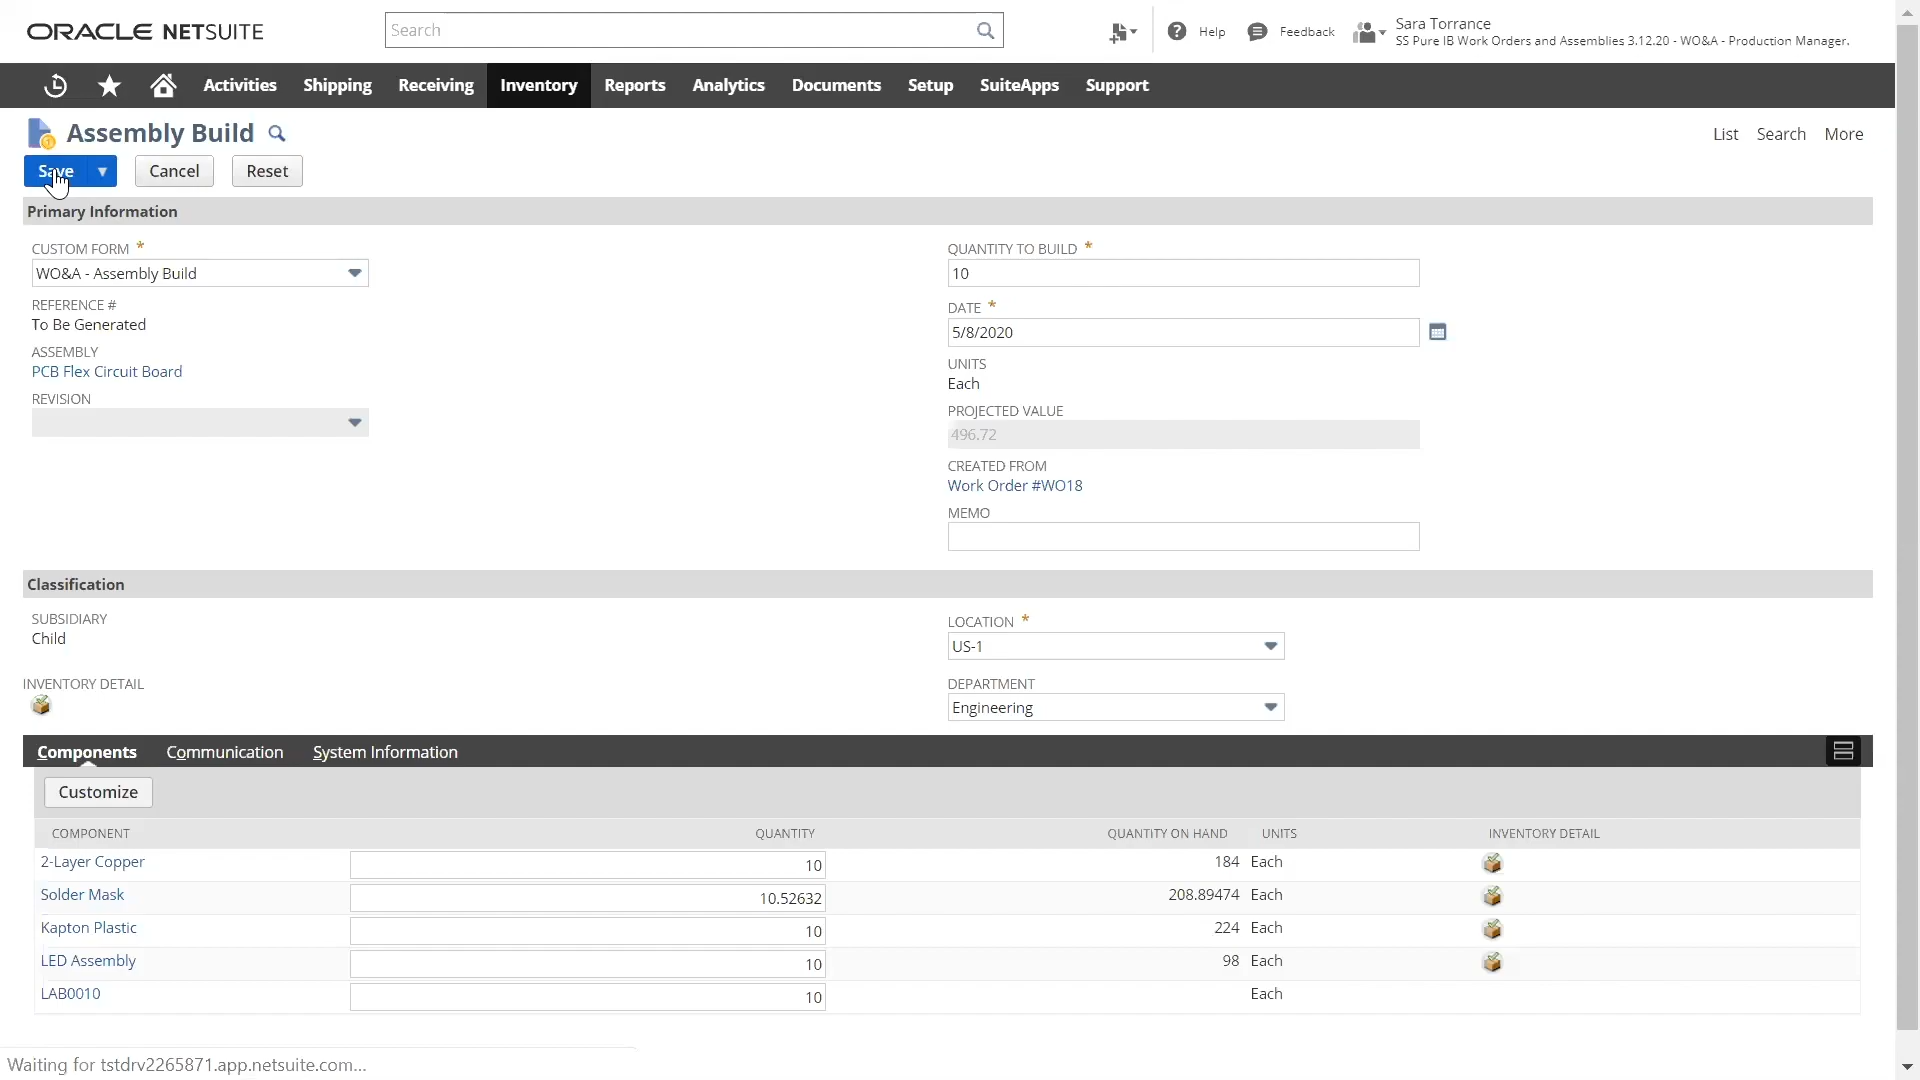 ORACLE NETSUITE
Search
Help
Feedback
Sara Torrance
SS Pure IB Work Orders and Assemblies 3.12.20 - WO&A - Production Manager.
Activities Shipping Receiving Inventory Reports Analytics Documents Setup SuiteApps Support
Assembly Build
List Search More
Save Cancel Reset
Primary Information
CUSTOM FORM *
WO&A - Assembly Build
REFERENCE #
To Be Generated
ASSEMBLY
PCB Flex Circuit Board
REVISION
QUANTITY TO BUILD *
10
DATE *
5/8/2020
UNITS
Each
PROJECTED VALUE
496.72
CREATED FROM
Work Order #WO18
MEMO
Classification
SUBSIDIARY
Child
INVENTORY DETAIL
LOCATION *
US-1
DEPARTMENT
Engineering
Components Communication System Information
Customize
COMPONENT QUANTITY QUANTITY ON HAND UNITS INVENTORY DETAIL
2-Layer Copper 10 184 Each
Solder Mask 10.52632 208.89474 Each
Kapton Plastic 10 224 Each
LED Assembly 10 98 Each
LAB0010 10 Each
Waiting for tstdrv2265871.app.netsuite.com...